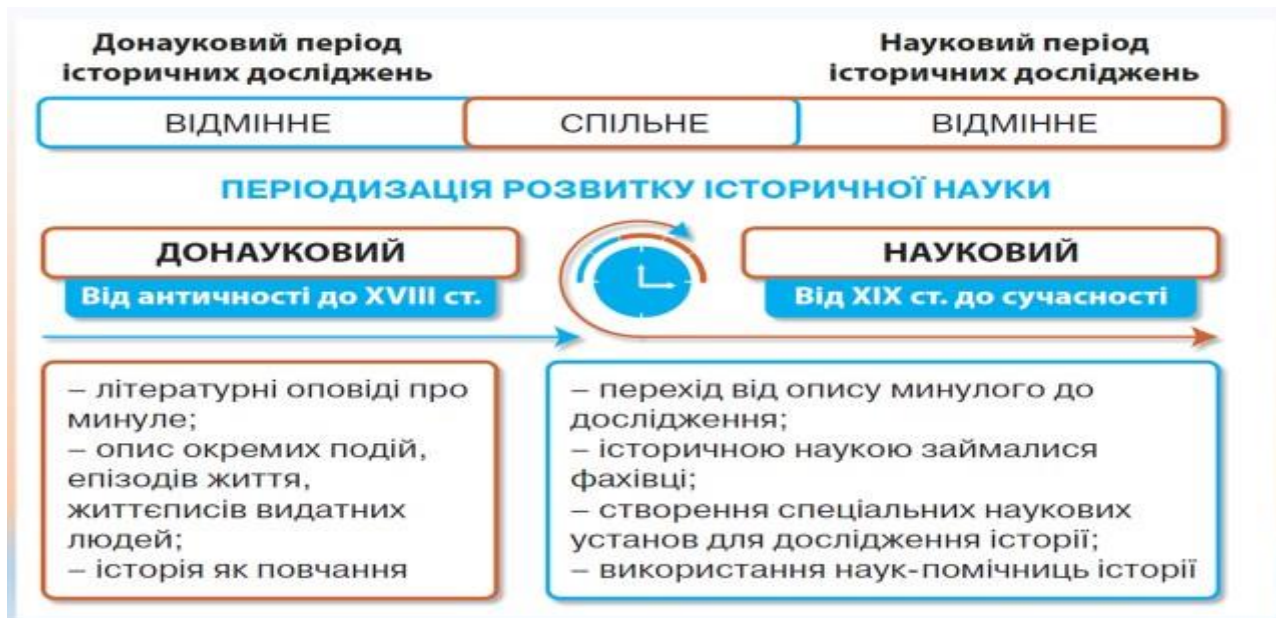 Донауковий період
історичних досліджень
Науковий період
історичних досліджень
ВІДМІННЕ
СПІЛЬНЕ
ВІДМІННЕ
ПЕРІОДИЗАЦІЯ РОЗВИТКУ ІСТОРИЧНОЇ НАУКИ
ДОНАУКОВИЙ
Від античності до XVIII ст.
НАУКОВИЙ
Від XIX ст. до сучасності
– літературні оповіді про
минуле;
– опис окремих подій,
епізодів життя,
життєписів видатних
людей;
– історія як повчання
– перехід від опису минулого до
дослідження;
– історичною наукою займалися
фахівці;
– створення спеціальних наукових
установ для дослідження історії;
– використання наук-помічниць історії